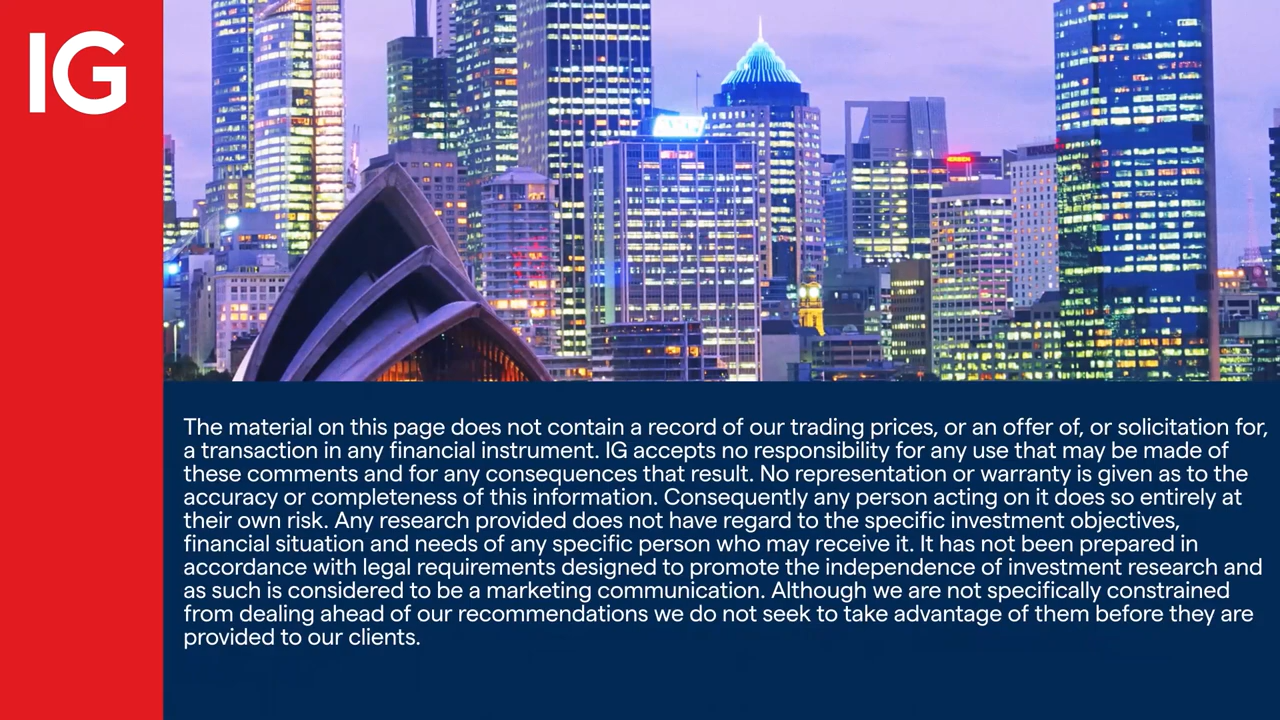 IG
The material on this page does not contain a record of our trading prices, or an offer of, or solicitation for,
a transaction in any financial instrument. IG accepts no responsibility for any use that may be made of
these comments and for any consequences that result. No representation or warranty is given as to the
accuracy or completeness of this information. Consequently any person acting on it does so entirely at
their own risk. Any research provided does not have regard to the specific investment objectives,
financial situation and needs of any specific person who may receive it. It has not been prepared in
accordance with legal requirements designed to promote the independence of investment research and
as such is considered to be a marketing communication. Although we are not specifically constrained
from dealing ahead of our recommendations we do not seek to take advantage of them before they are
provided to our clients.